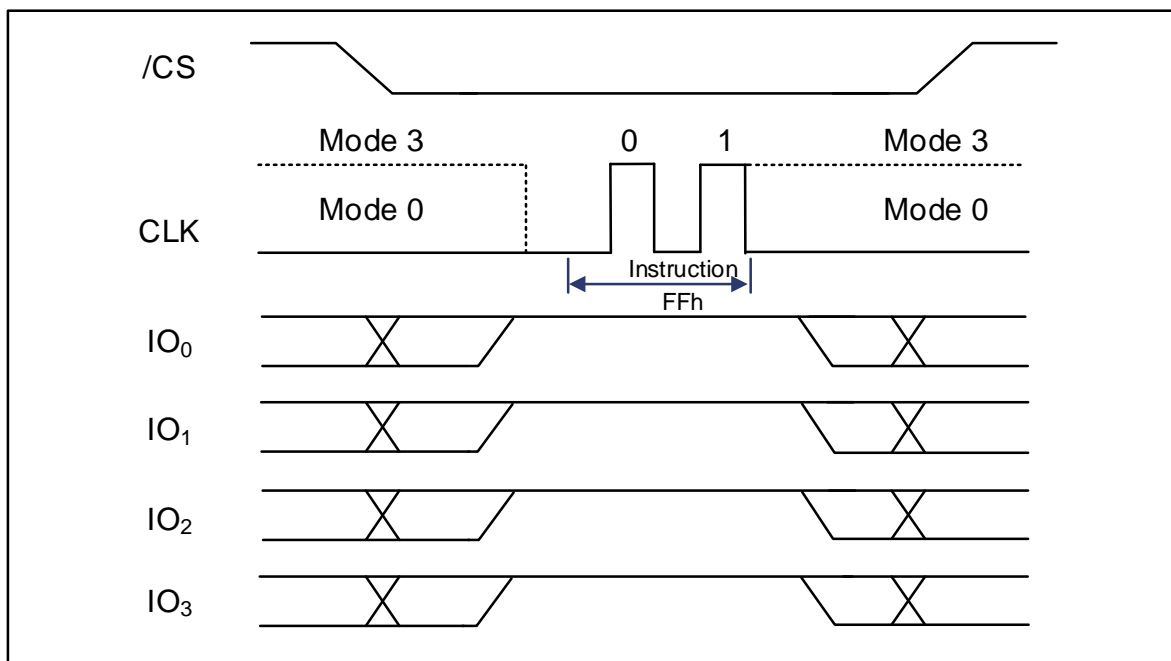 /CS
Mode 3 0 1 Mode 3
Mode 0 Mode 0
CLK
Instruction
FFh
IO₀
IO₁
IO₂
IO₃